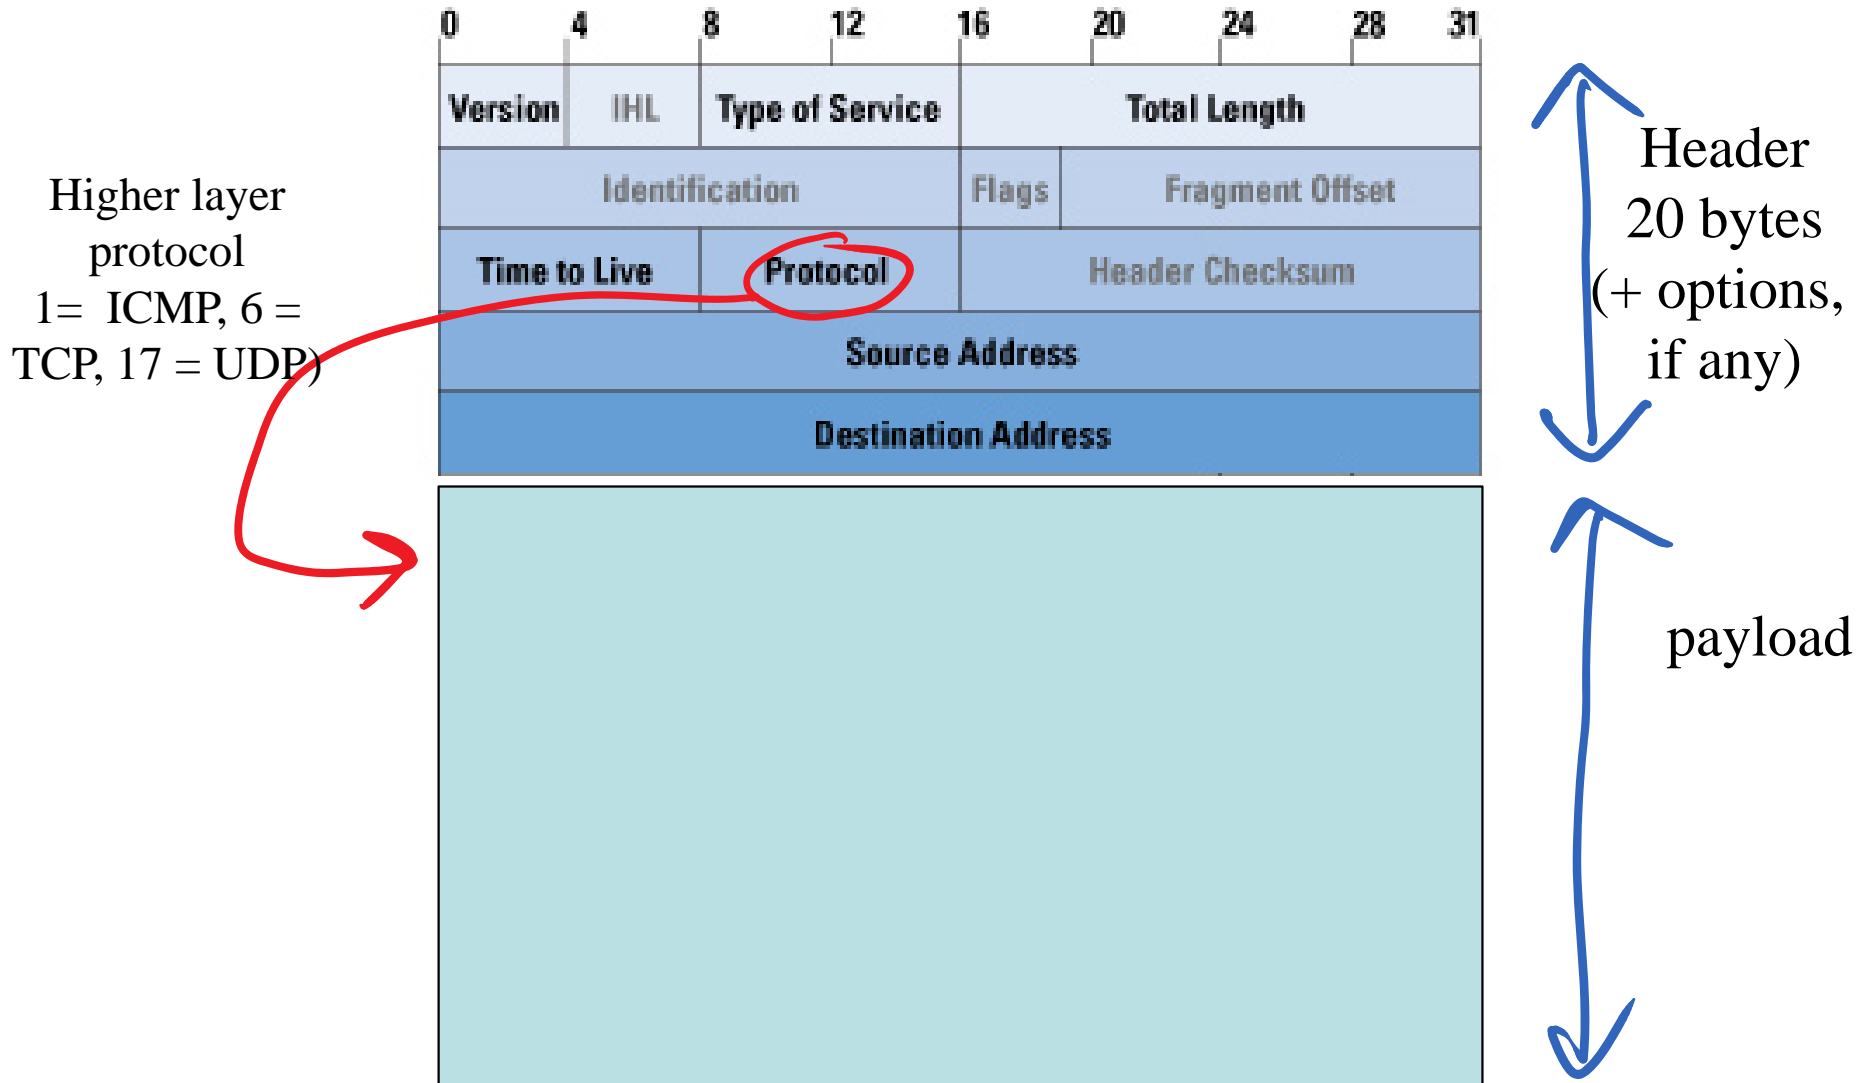 0 4 8 12 16 20 24 28 31
Version IHL Type of Service Total Length
Identification Flags Fragment Offset
Time to Live Protocol Header Checksum
Source Address
Destination Address
Higher layer
protocol
1= ICMP, 6 =
TCP, 17 = UDP)
Header
20 bytes
(+ options,
if any)
payload